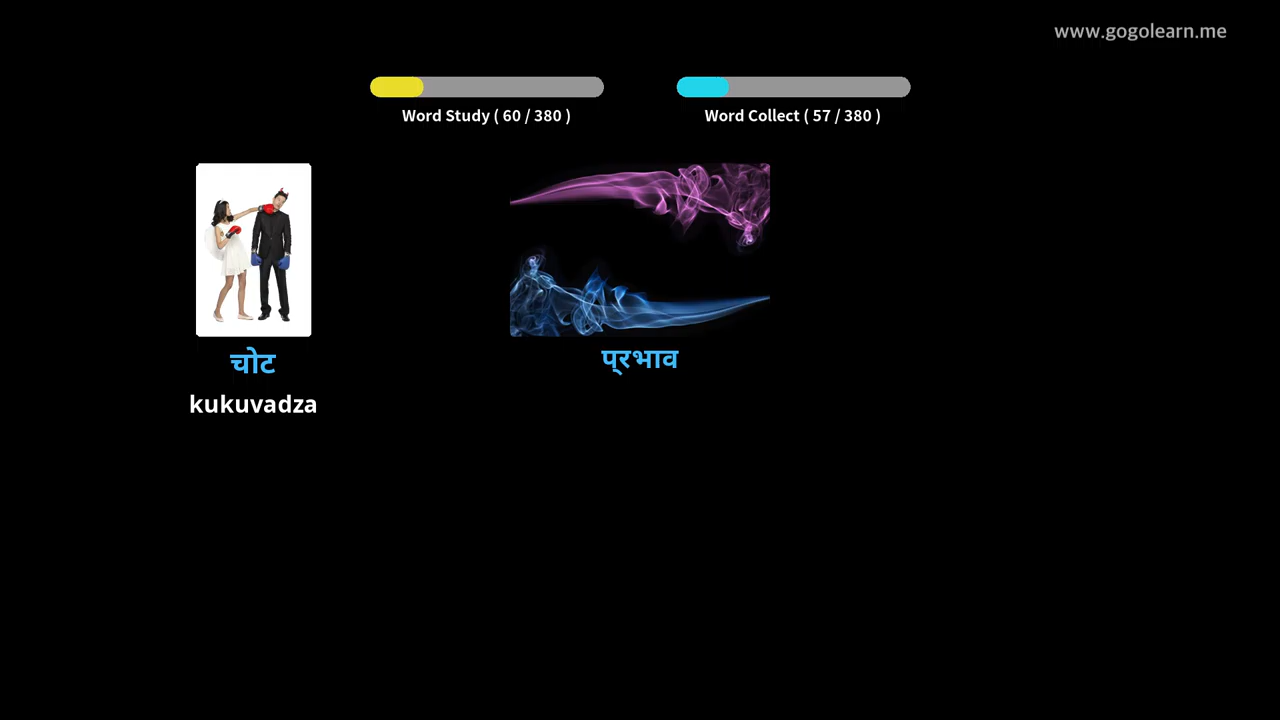 www.gogolearn.me
Word Study ( 60 / 380 )
Word Collect ( 57 / 380 )
चोट
kukuvadza
प्रभाव